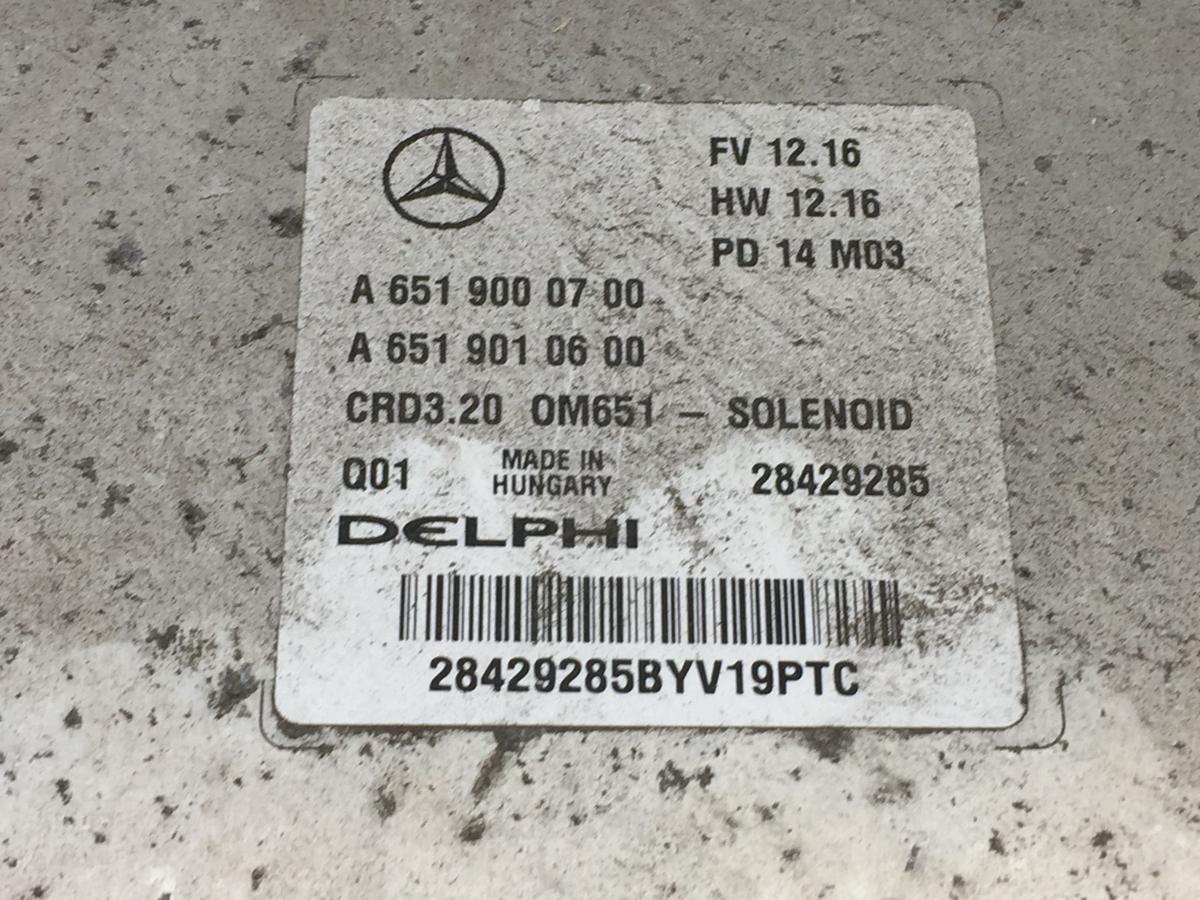 FV 12.16
HW 12.16
PD 14 M03
A 651 900 07 00
A 651 901 06 00
CRD3.20 OM651 – SOLENOID
Q01 MADE IN HUNGARY 28429285
DELPHI
28429285BYV19PTC